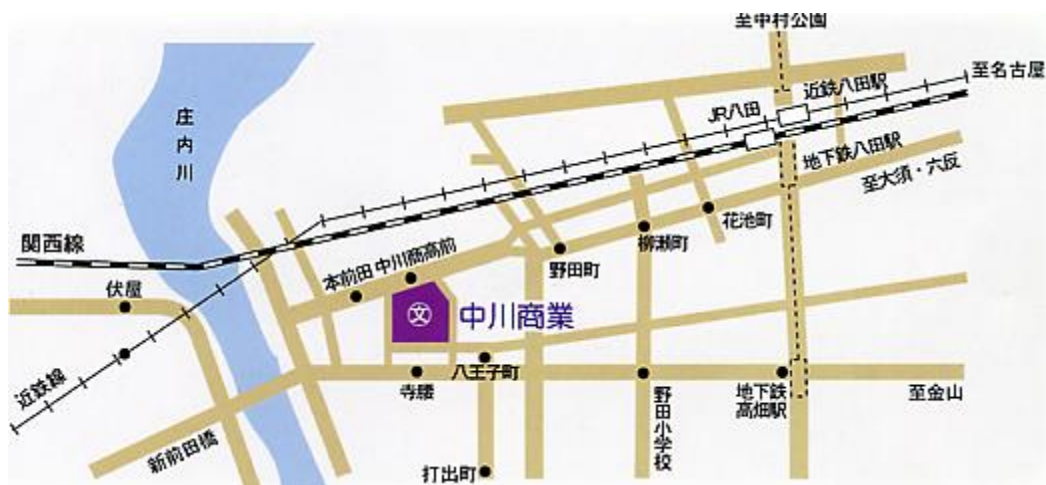 至中村公園
至名古屋
近鉄八田駅
JR八田
地下鉄八田駅
至大須・六反
庄内川
花池町
柳瀬町
関西線
野田町
本前田 中川商高前
伏屋
文
中川商業
八王子町
近鉄線
寺腰
野田小学校
地下鉄
高畑駅
至金山
新前田橋
打出町